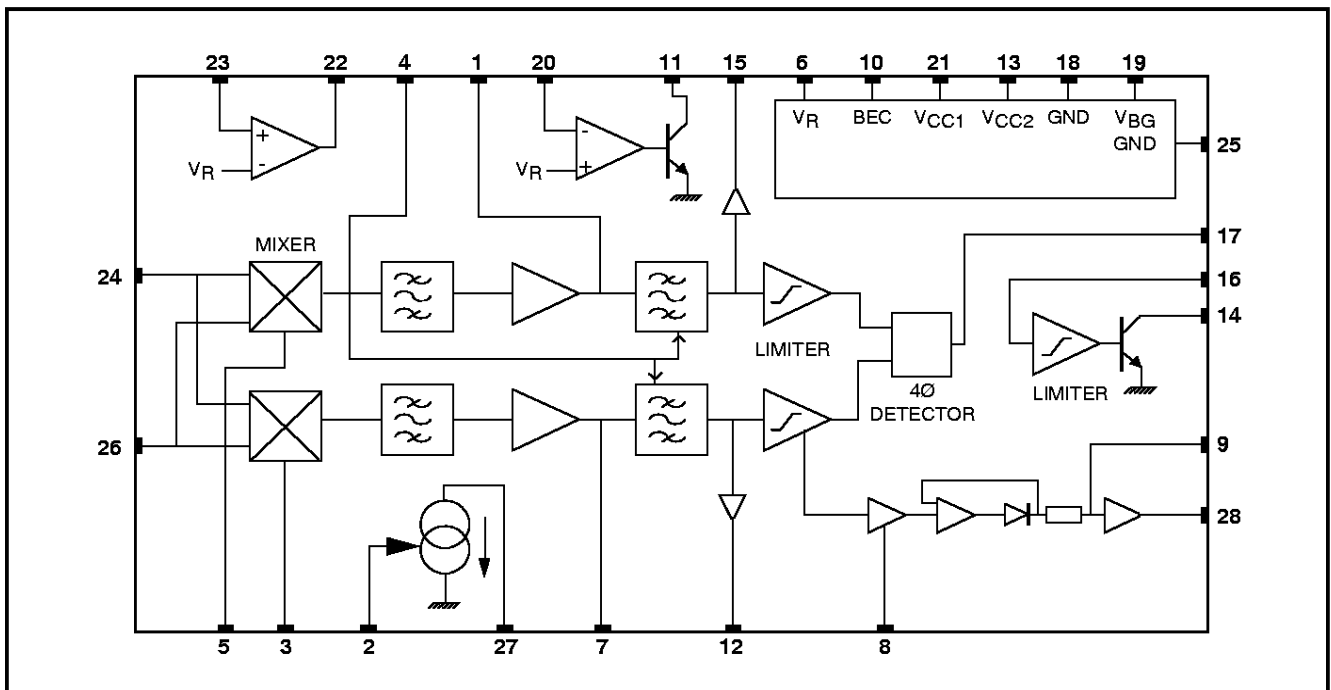 23 22 4 1 20 11 15 6 10 21 13 18 19
VR BEC VCC1 VCC2 GND VBG
GND
25
+
-
VR
-
+
VR
17
MIXER
24
16
14
LIMITER
LIMITER
4Ø
DETECTOR
26
9
28
5 3 2 27 7 12 8